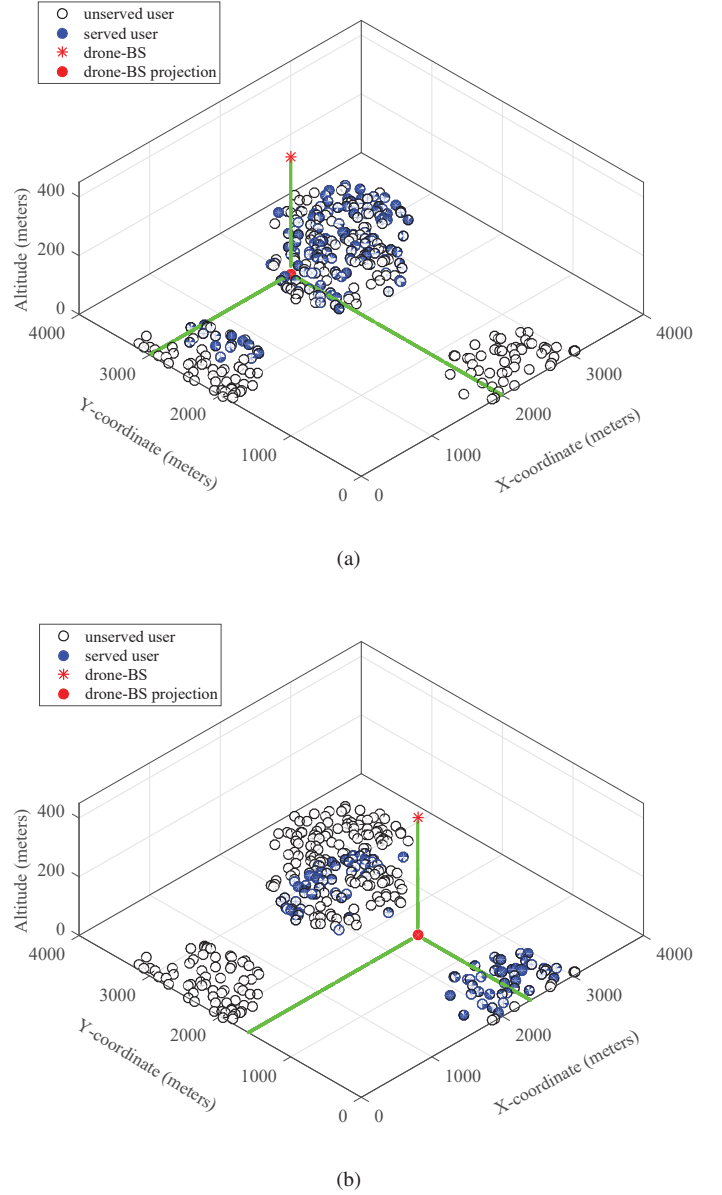 unserved user
served user
drone-BS
drone-BS projection
400
200
0
Altitude (meters)
4000
3000
2000
1000
0
Y-coordinate (meters)
0
1000
2000
3000
4000
X-coordinate (meters)
(a)
unserved user
served user
drone-BS
drone-BS projection
400
200
0
Altitude (meters)
4000
3000
2000
1000
0
Y-coordinate (meters)
0
1000
2000
3000
4000
X-coordinate (meters)
(b)